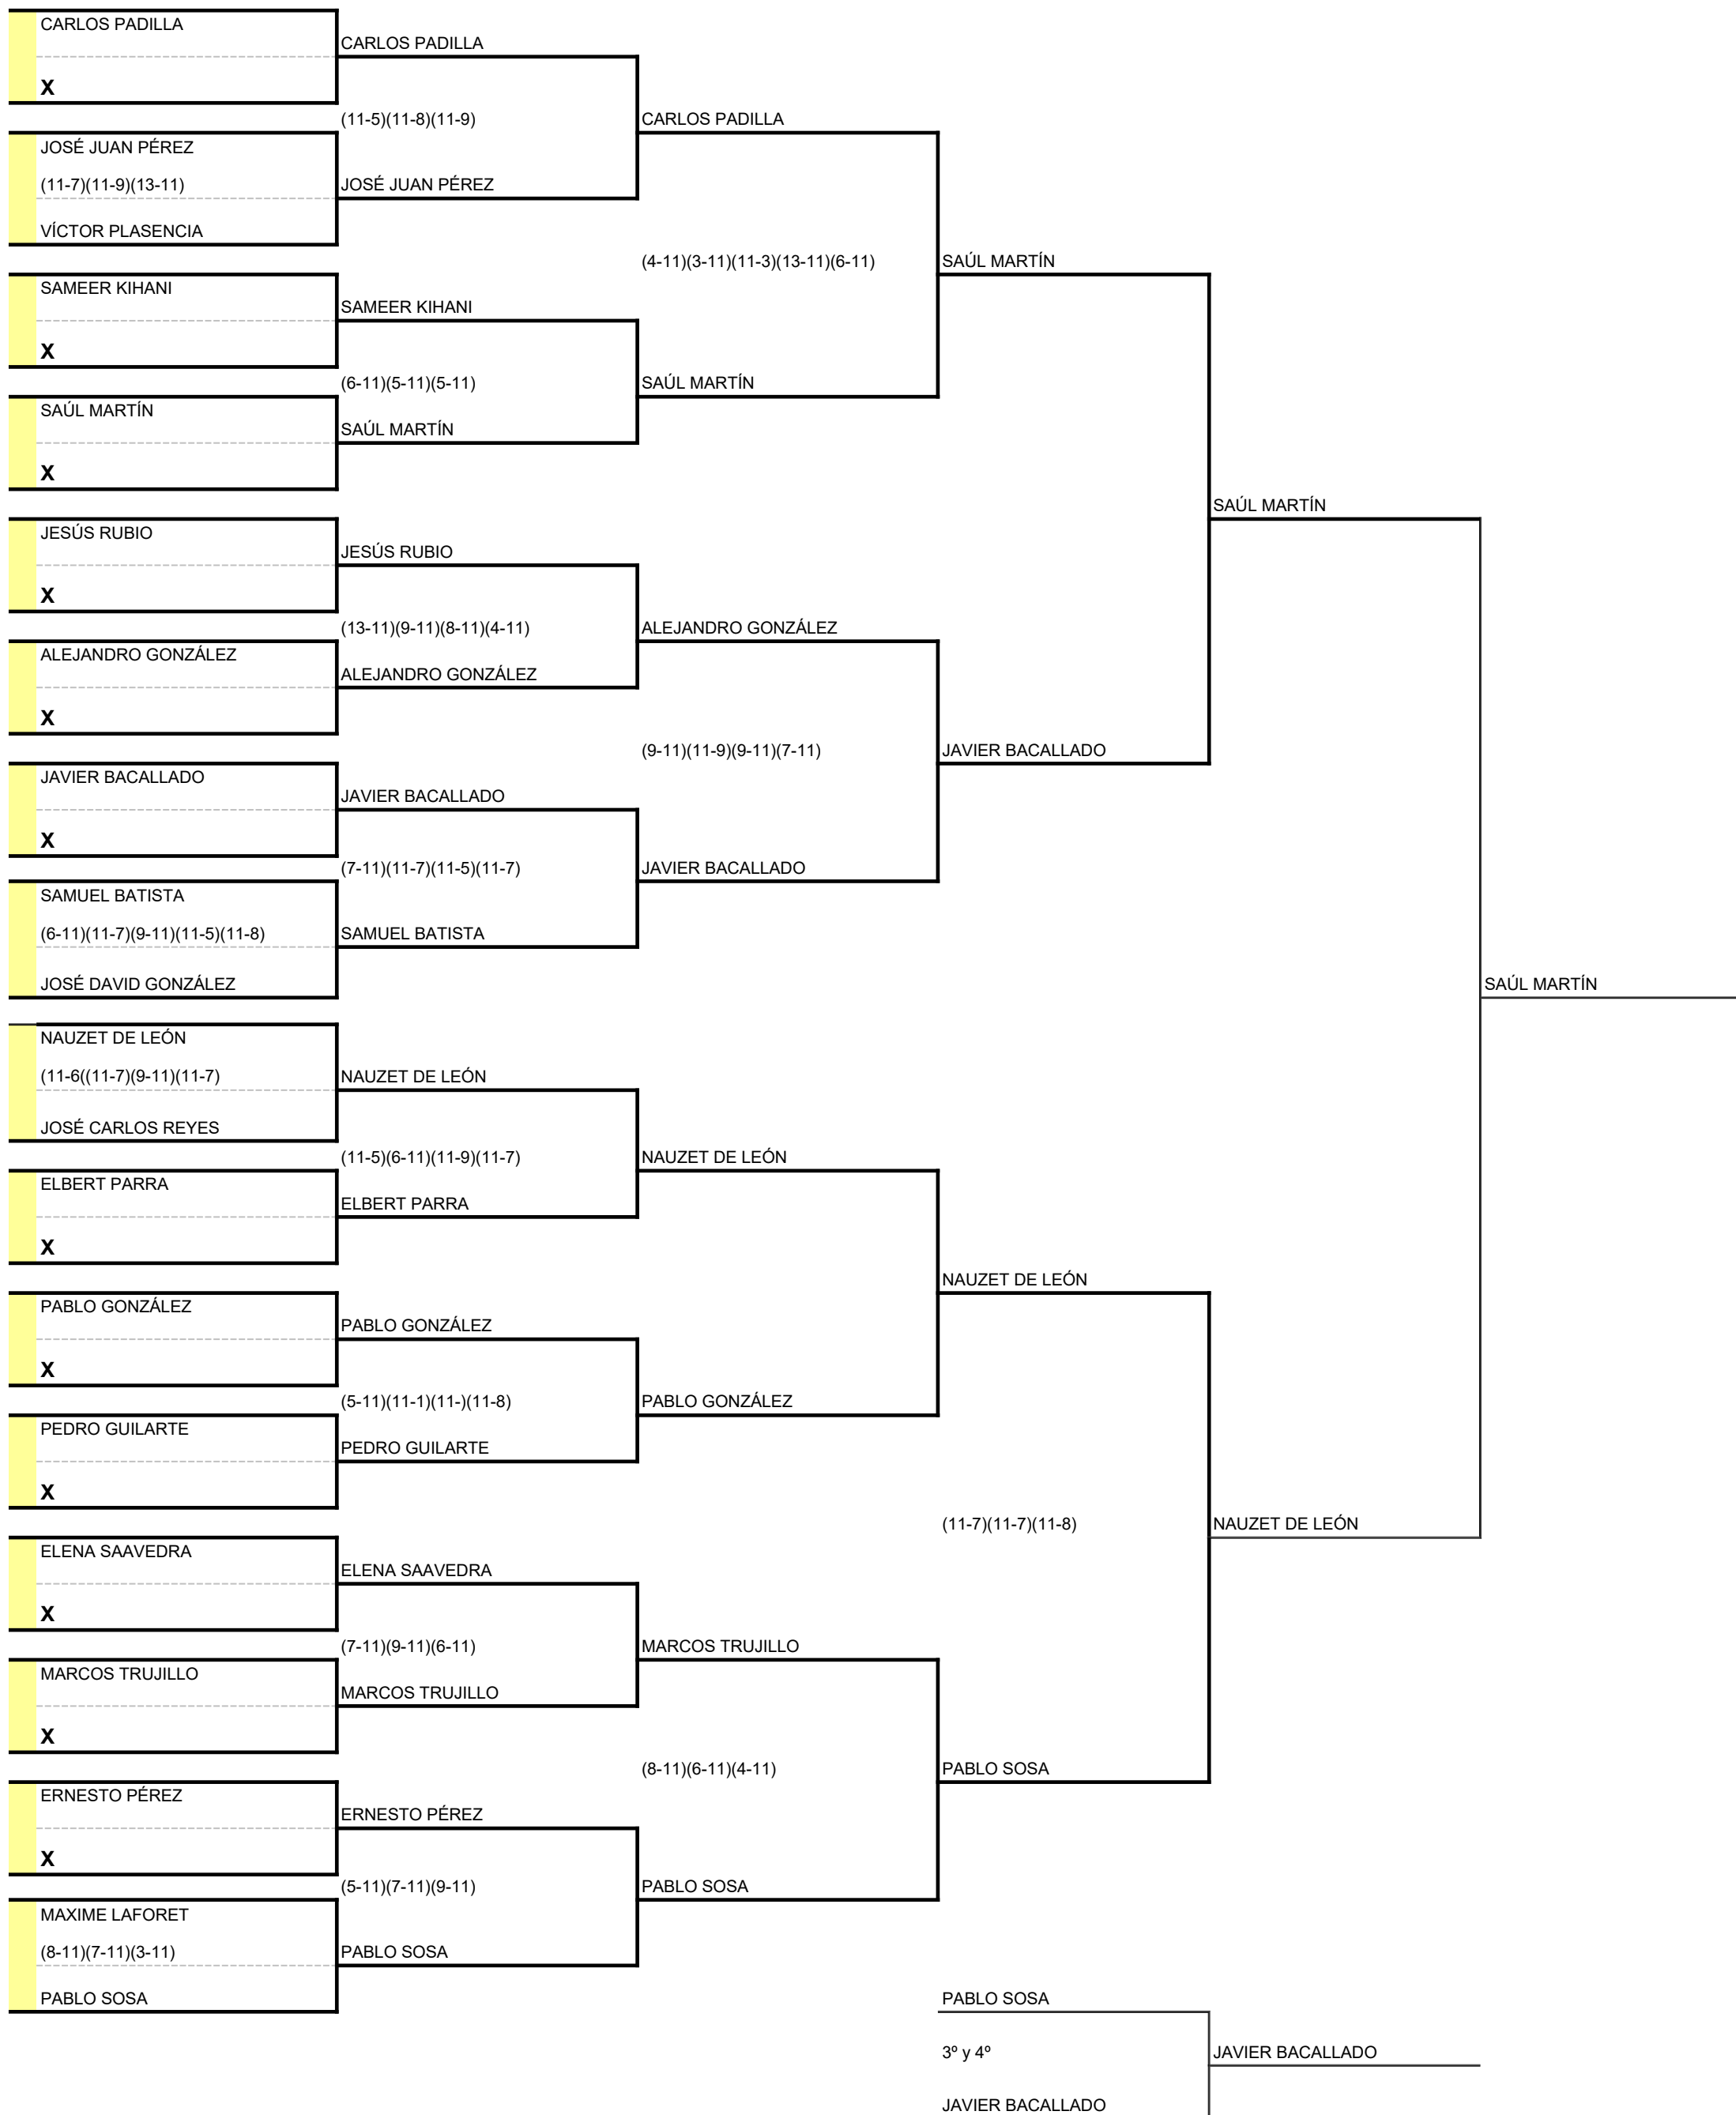 CARLOS PADILLA
CARLOS PADILLA
X
(11-5)(11-8)(11-9)
CARLOS PADILLA
JOSÉ JUAN PÉREZ
(11-7)(11-9)(13-11)
JOSÉ JUAN PÉREZ
VÍCTOR PLASENCIA
(4-11)(3-11)(11-3)(13-11)(6-11)
SAÚL MARTÍN
SAMEER KIHANI
SAMEER KIHANI
X
(6-11)(5-11)(5-11)
SAÚL MARTÍN
SAÚL MARTÍN
SAÚL MARTÍN
X
SAÚL MARTÍN
JESÚS RUBIO
JESÚS RUBIO
X
(13-11)(9-11)(8-11)(4-11)
ALEJANDRO GONZÁLEZ
ALEJANDRO GONZÁLEZ
ALEJANDRO GONZÁLEZ
X
(9-11)(11-9)(9-11)(7-11)
JAVIER BACALLADO
JAVIER BACALLADO
JAVIER BACALLADO
X
(7-11)(11-7)(11-5)(11-7)
JAVIER BACALLADO
SAMUEL BATISTA
(6-11)(11-7)(9-11)(11-5)(11-8)
SAMUEL BATISTA
JOSÉ DAVID GONZÁLEZ
SAÚL MARTÍN
NAUZET DE LEÓN
(11-6((11-7)(9-11)(11-7)
NAUZET DE LEÓN
JOSÉ CARLOS REYES
(11-5)(6-11)(11-9)(11-7)
NAUZET DE LEÓN
ELBERT PARRA
ELBERT PARRA
X
NAUZET DE LEÓN
PABLO GONZÁLEZ
PABLO GONZÁLEZ
X
(5-11)(11-1)(11-)(11-8)
PABLO GONZÁLEZ
PEDRO GUILARTE
PEDRO GUILARTE
X
(11-7)(11-7)(11-8)
NAUZET DE LEÓN
ELENA SAAVEDRA
ELENA SAAVEDRA
X
(7-11)(9-11)(6-11)
MARCOS TRUJILLO
MARCOS TRUJILLO
MARCOS TRUJILLO
X
(8-11)(6-11)(4-11)
PABLO SOSA
ERNESTO PÉREZ
ERNESTO PÉREZ
X
(5-11)(7-11)(9-11)
PABLO SOSA
MAXIME LAFORET
(8-11)(7-11)(3-11)
PABLO SOSA
PABLO SOSA
PABLO SOSA
3º y 4º
JAVIER BACALLADO
JAVIER BACALLADO